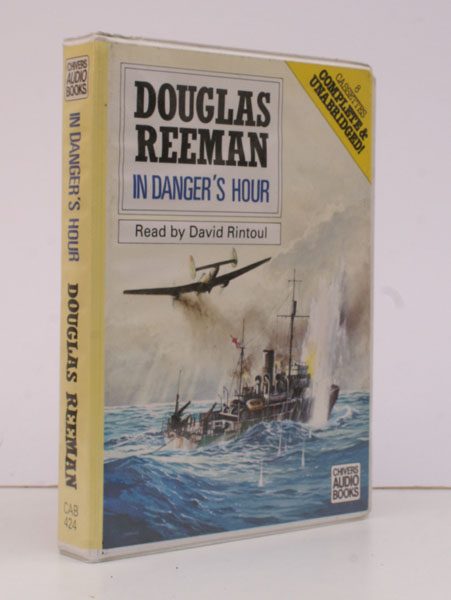 CHIVERS
AUDIO
BOOKS
IN DANGER'S HOUR
DOUGLAS REEMAN
CAB
424
DOUGLAS
REEMAN
IN DANGER'S HOUR
Read by David Rintoul
8
CASSETTES
COMPLETE &
UNABRIDGED!
CHIVERS
AUDIO
BOOKS